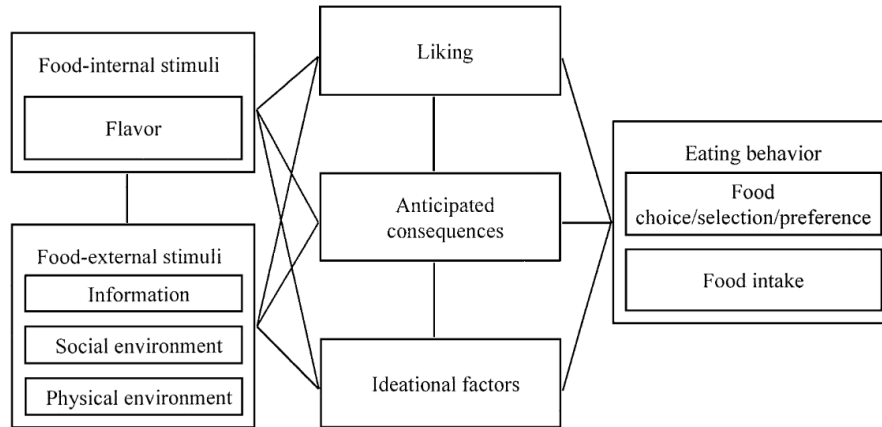 Food-internal stimuli
Flavor
Food-external stimuli
Information
Social environment
Physical environment
Liking
Anticipated
consequences
Ideational factors
Eating behavior
Food
choice/selection/preference
Food intake